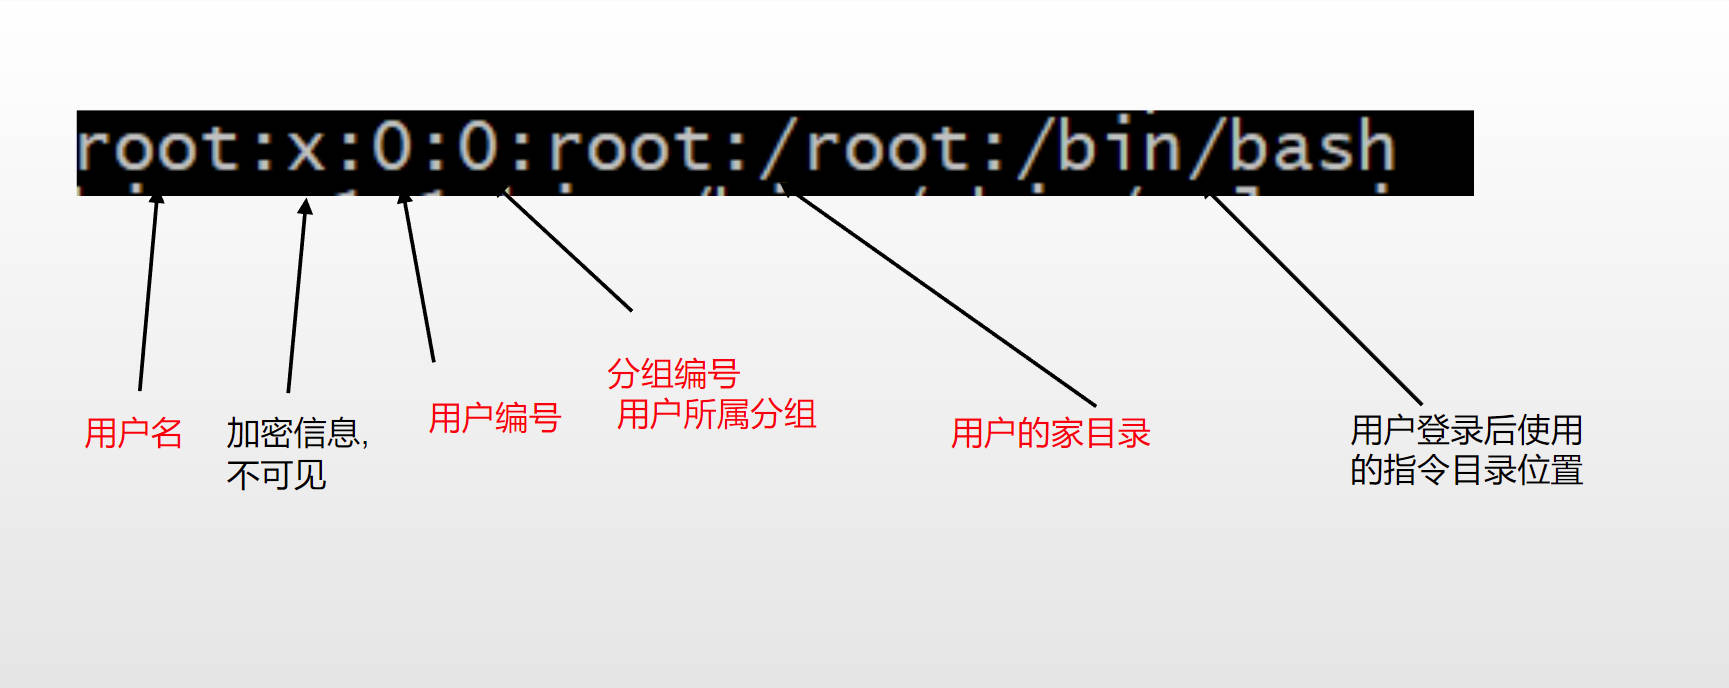 root:x:0:0:root:/root:/bin/bash
用户名
加密信息,
不可见
用户编号
分组编号
用户所属分组
用户的家目录
用户登录后使用
的指令目录位置